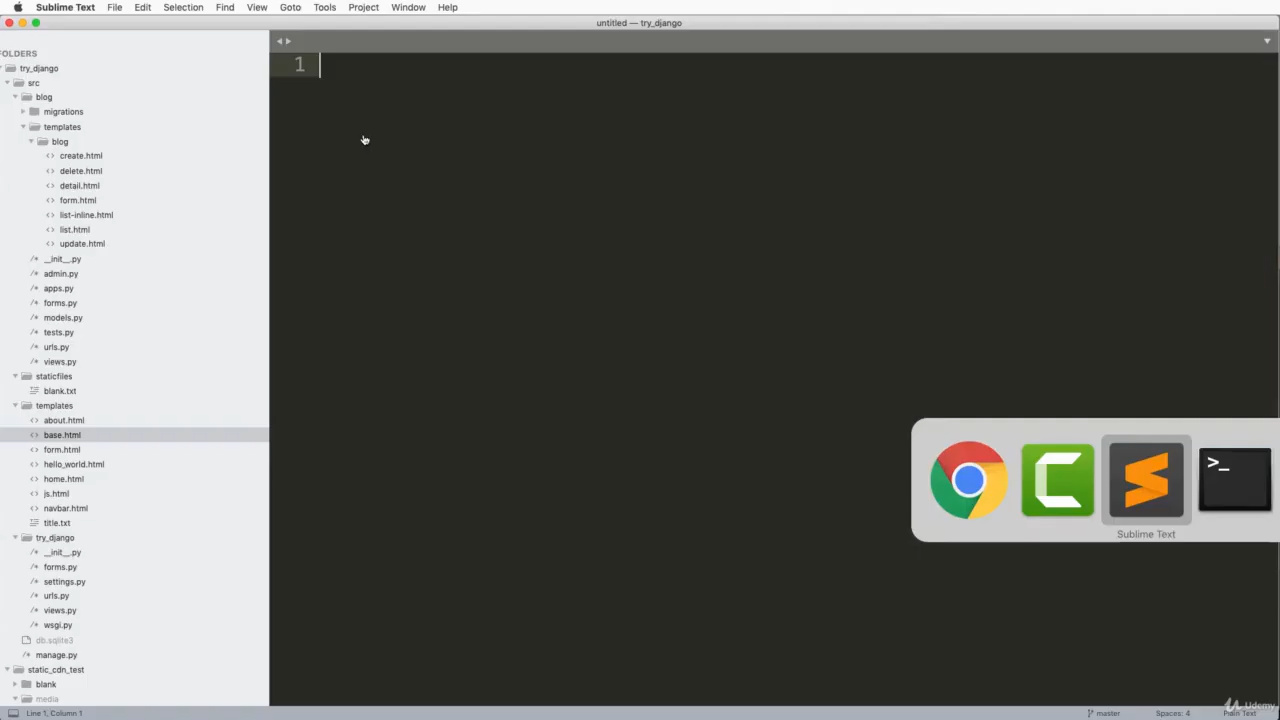 Sublime Text File Edit Selection Find View Goto Tools Project Window Help
untitled — try_django
FOLDERS
try_django
src
blog
migrations
templates
blog
create.html
delete.html
detail.html
form.html
list-inline.html
list.html
update.html
__init__.py
admin.py
apps.py
forms.py
models.py
tests.py
urls.py
views.py
staticfiles
blank.txt
templates
about.html
base.html
form.html
hello_world.html
home.html
js.html
navbar.html
title.txt
try_django
__init__.py
forms.py
settings.py
urls.py
views.py
wsgi.py
db.sqlite3
manage.py
static_cdn_test
blank
media
1
>_
Sublime Text
Line 1, Column 1
master
Spaces: 4
Plain Text
Udemy